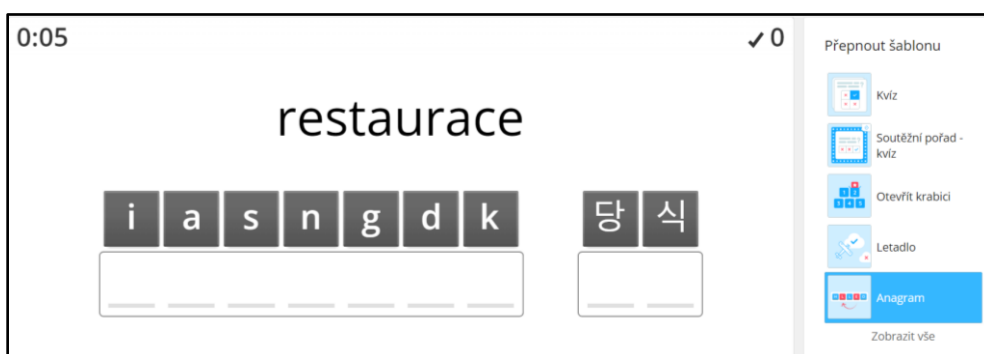 0:05
✓ 0
restaurace
i a s n g d k
당 식
Přepnout šablonu
Kvíz
Soutěžní pořad -
kvíz
Otevřít krabici
Letadlo
Anagram
Zobrazit vše